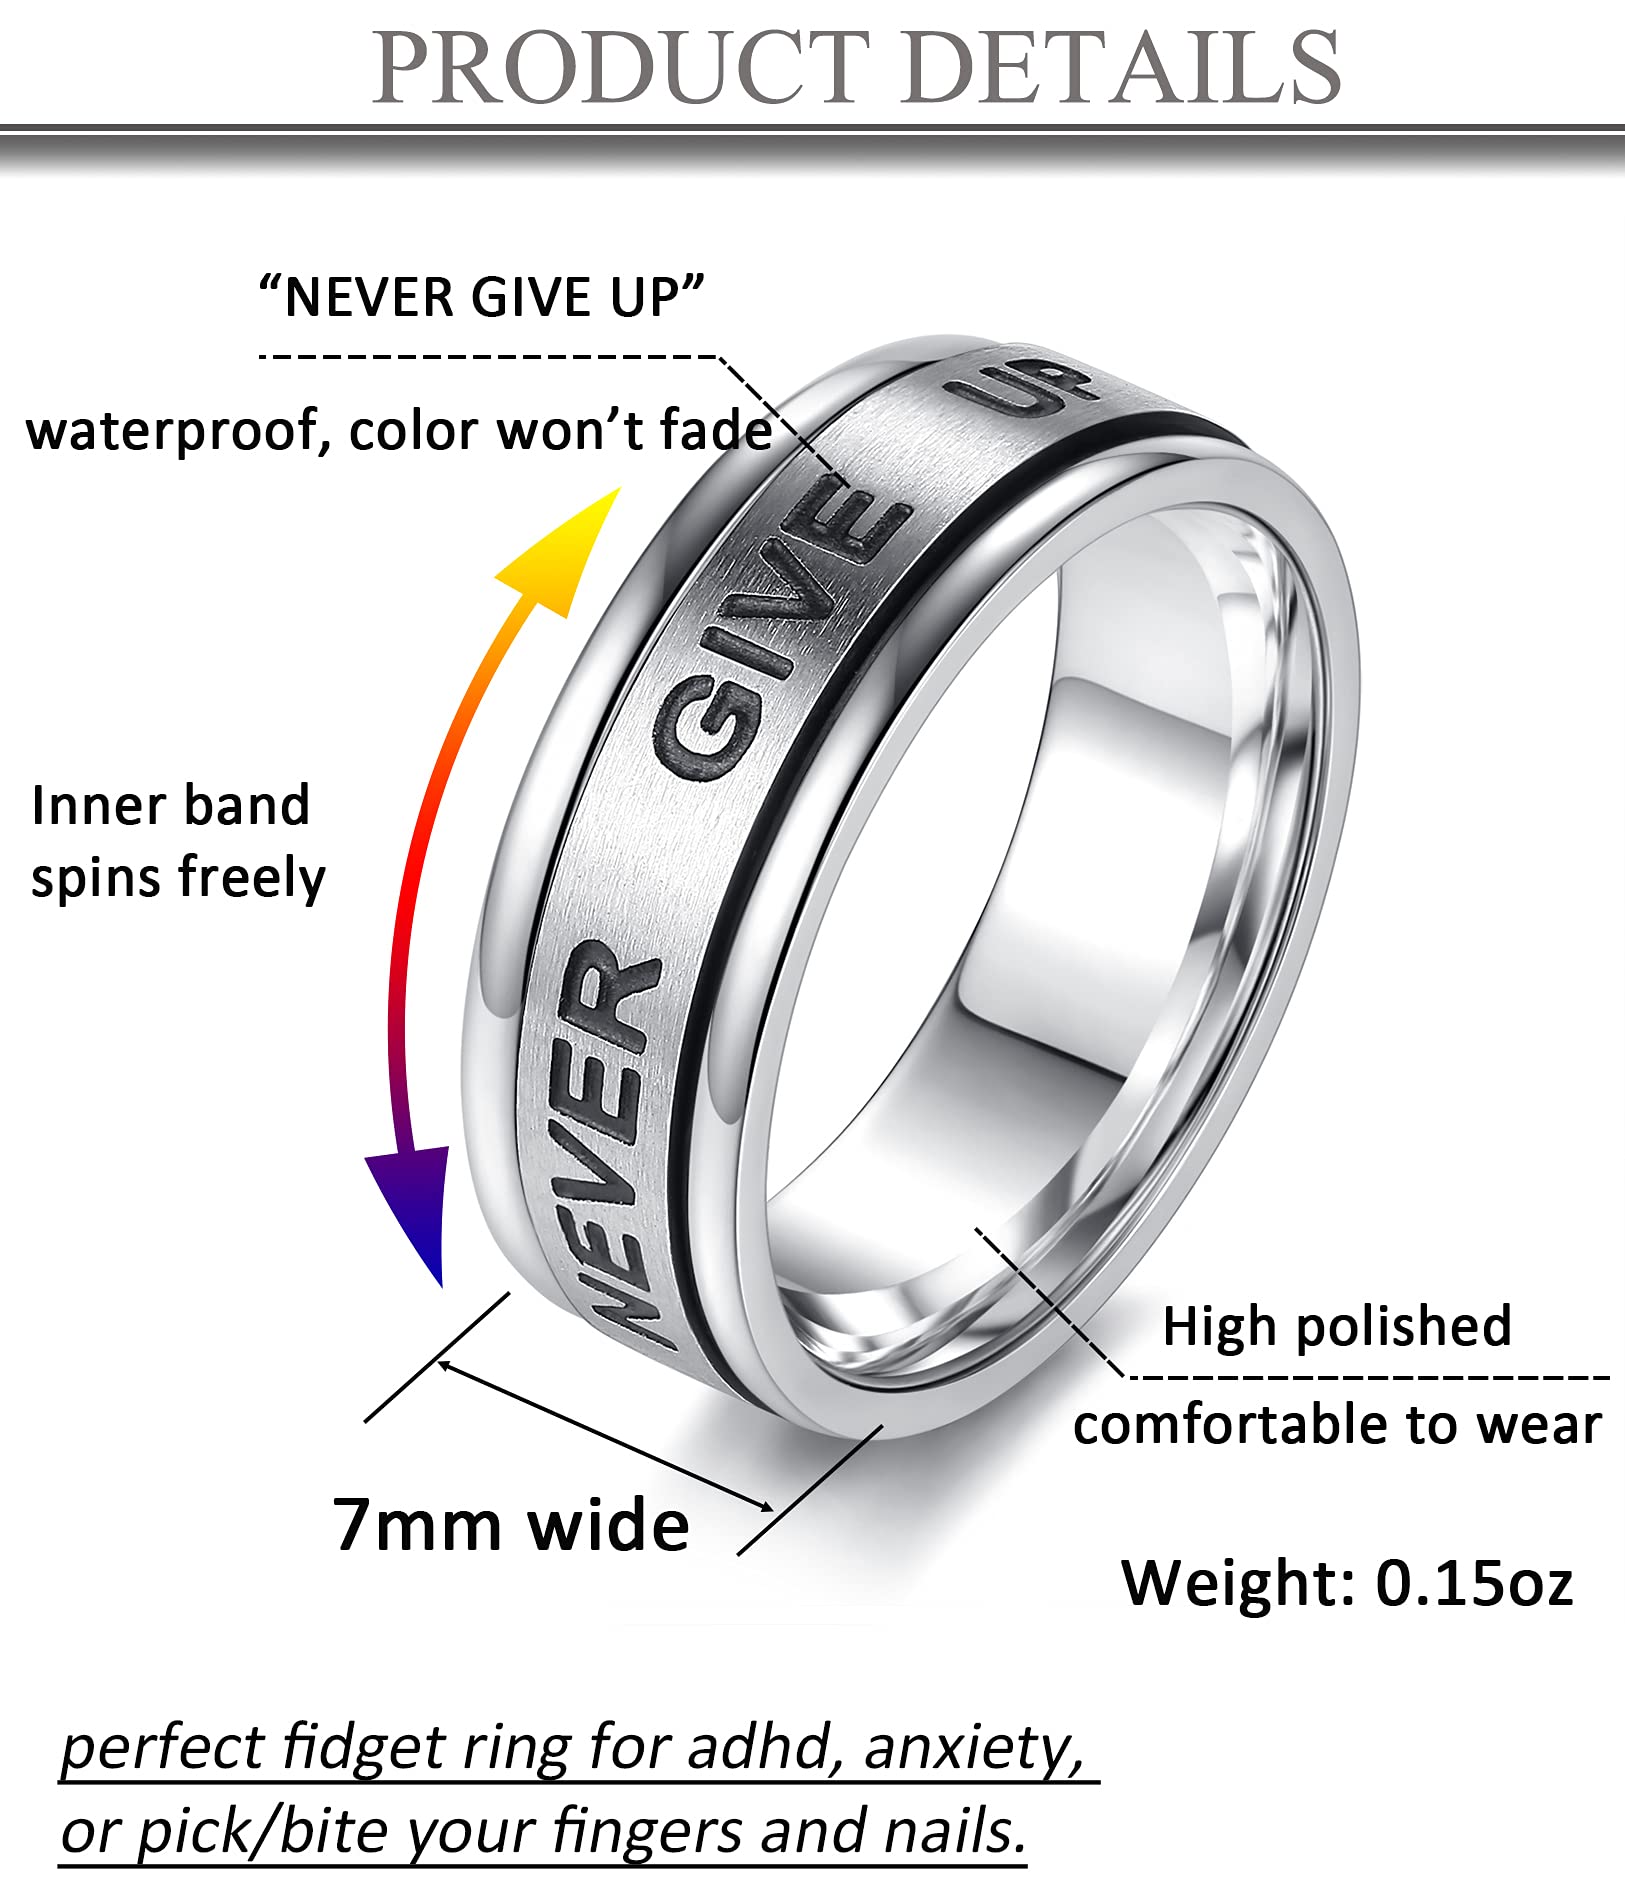 PRODUCT DETAILS
“NEVER GIVE UP”
waterproof, color won’t fade
NEVER GIVE UP
Inner band
spins freely
High polished
comfortable to wear
7mm wide
Weight: 0.15oz
perfect fidget ring for adhd, anxiety,
or pick/bite your fingers and nails.